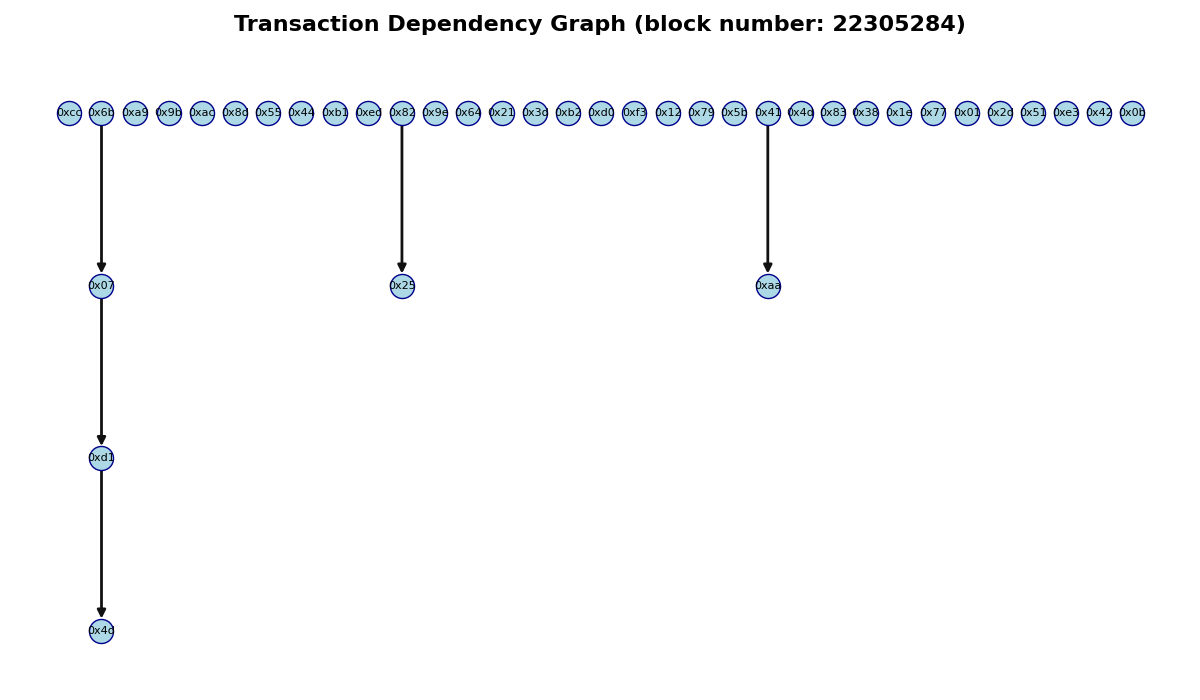 Transaction Dependency Graph (block number: 22305284)
0xcc 0x6b 0xa9 0x9b 0xac 0x8d 0x55 0x44 0xb1 0xed 0x82 0x9e 0x64 0x21 0x3d 0xb2 0xd0 0xf3 0x12 0x79 0x5b 0x41 0x4d 0x83 0x38 0x1e 0x77 0x01 0x2d 0x51 0xe3 0x42 0x0b
0x07 0x25 0xaa
0xd1
0x4d